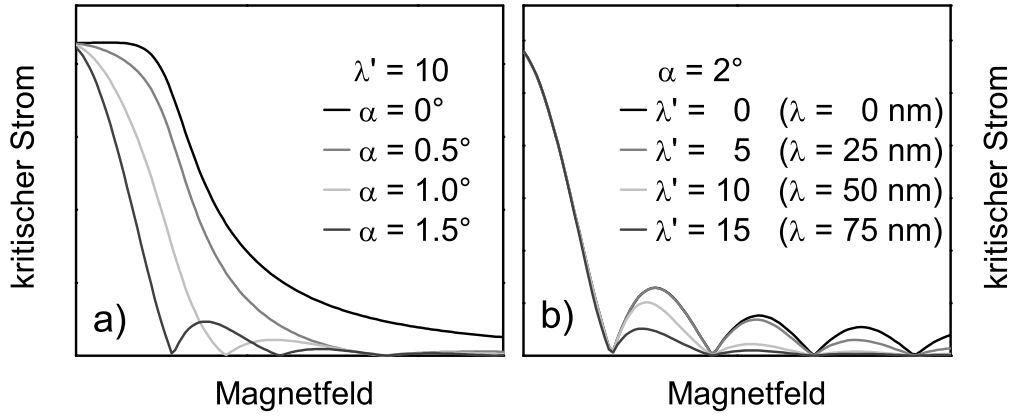 kritischer Strom
λ' = 10
α = 0°
α = 0.5°
α = 1.0°
α = 1.5°
a)
Magnetfeld
α = 2°
λ' = 0 (λ = 0 nm)
λ' = 5 (λ = 25 nm)
λ' = 10 (λ = 50 nm)
λ' = 15 (λ = 75 nm)
b)
Magnetfeld
kritischer Strom